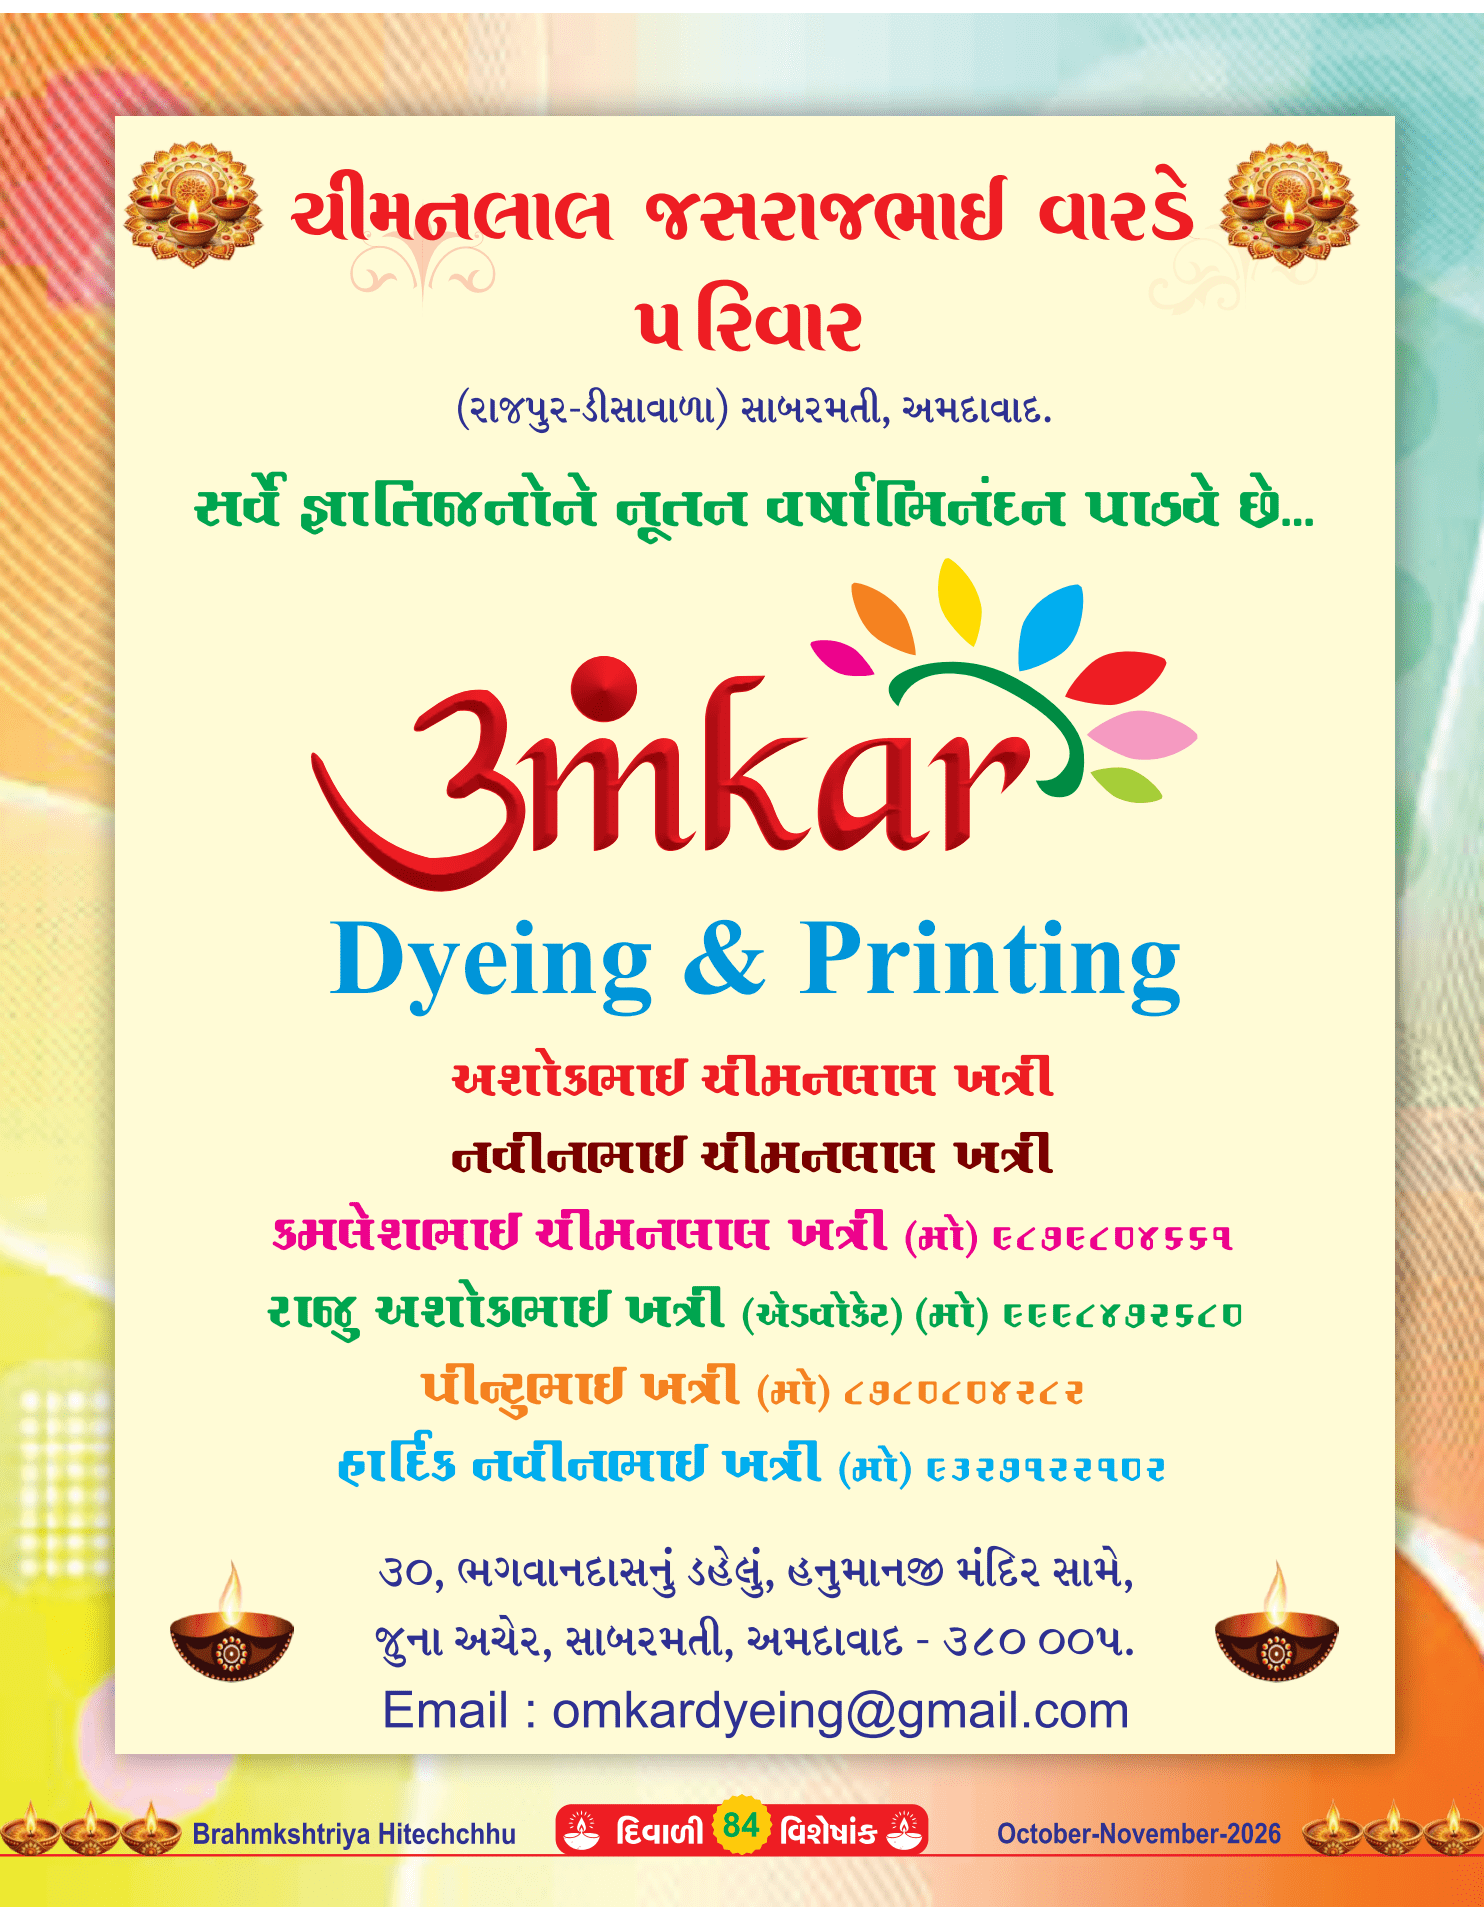 ચીમનલાલ જસરાજભાઈ વારડે
પરિવાર
(રાજપુર-ડીસાવાળા) સાબરમતી, અમદાવાદ.
સર્વે જ્ઞાતિજનોને નૂતન વર્ષાભિનંદન પાઠવે છે...
ઉmkar
Dyeing & Printing
અશોકભાઈ ચીમનલાલ ખત્રી
નવીનભાઈ ચીમનલાલ ખત્રી
કમલેશભાઈ ચીમનલાલ ખત્રી (મો) ૯૮૭૯૮૦૪૬૬૧
રાજુ અશોકભાઈ ખત્રી (એડવોકેટ) (મો) ૯૯૯૮૪૭૨૬૮૦
પીન્ટુભાઈ ખત્રી (મો) ૮૭૮૦૮૦૪૨૮૨
હાર્દિક નવીનભાઈ ખત્રી (મો) ૯૩૨૭૧૨૨૧૦૨
૩૦, ભગવાનદાસનું ડહેલું, હનુમાનજી મંદિર સામે,
જુના અચેર, સાબરમતી, અમદાવાદ - ૩૮૦ ૦૦૫.
Email : omkardyeing@gmail.com
Brahmkshtriya Hitechchhu દિવાળી 84 વિશેષાંક October-November-2026